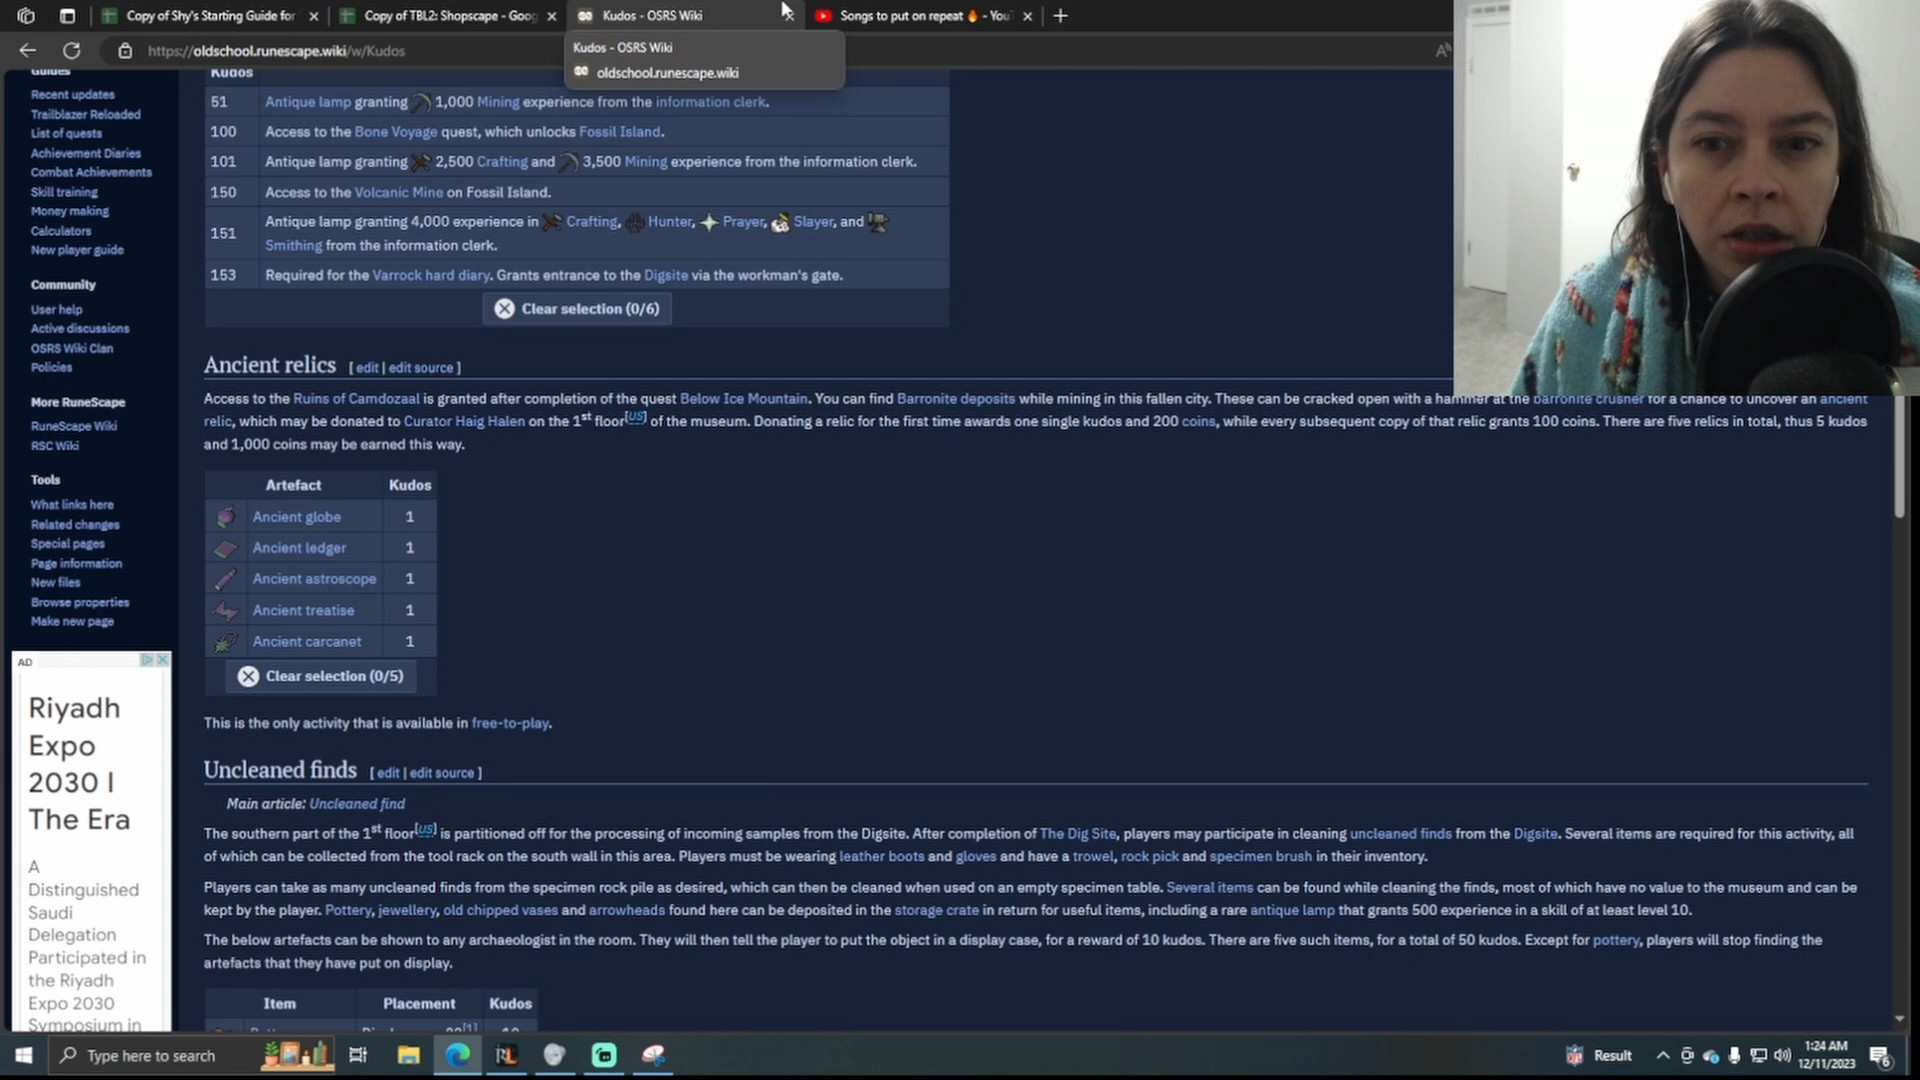 Copy of Shy's Starting Guide for
Copy of TBL2: Shopscape - Goog
Kudos - OSRS Wiki
Songs to put on repeat 🔥 - YouT
https://oldschool.runescape.wiki/w/Kudos
Kudos - OSRS Wiki
oldschool.runescape.wiki
Guides
Recent updates
Trailblazer Reloaded
List of quests
Achievement Diaries
Combat Achievements
Skill training
Money making
Calculators
New player guide
Community
User help
Active discussions
OSRS Wiki Clan
Policies
More RuneScape
RuneScape Wiki
RSC Wiki
Tools
What links here
Related changes
Special pages
Page information
New files
Browse properties
Make new page
AD
Riyadh
Expo
2030 |
The Era
A
Distinguished
Saudi
Delegation
Participated in
the Riyadh
Expo 2030
Symposium in
Kudos
51 Antique lamp granting 1,000 Mining experience from the information clerk.
100 Access to the Bone Voyage quest, which unlocks Fossil Island.
101 Antique lamp granting 2,500 Crafting and 3,500 Mining experience from the information clerk.
150 Access to the Volcanic Mine on Fossil Island.
151 Antique lamp granting 4,000 experience in Crafting, Hunter, Prayer, Slayer, and
Smithing from the information clerk.
153 Required for the Varrock hard diary. Grants entrance to the Digsite via the workman's gate.
Clear selection (0/6)
Ancient relics [ edit | edit source ]
Access to the Ruins of Camdozaal is granted after completion of the quest Below Ice Mountain. You can find Barronite deposits while mining in this fallen city. These can be cracked open with a hammer at the barronite crusher for a chance to uncover an ancient
relic, which may be donated to Curator Haig Halen on the 1st floor[US] of the museum. Donating a relic for the first time awards one single kudos and 200 coins, while every subsequent copy of that relic grants 100 coins. There are five relics in total, thus 5 kudos
and 1,000 coins may be earned this way.
Artefact Kudos
Ancient globe 1
Ancient ledger 1
Ancient astroscope 1
Ancient treatise 1
Ancient carcanet 1
Clear selection (0/5)
This is the only activity that is available in free-to-play.
Uncleaned finds [ edit | edit source ]
Main article: Uncleaned find
The southern part of the 1st floor[US] is partitioned off for the processing of incoming samples from the Digsite. After completion of The Dig Site, players may participate in cleaning uncleaned finds from the Digsite. Several items are required for this activity, all
of which can be collected from the tool rack on the south wall in this area. Players must be wearing leather boots and gloves and have a trowel, rock pick and specimen brush in their inventory.
Players can take as many uncleaned finds from the specimen rock pile as desired, which can then be cleaned when used on an empty specimen table. Several items can be found while cleaning the finds, most of which have no value to the museum and can be
kept by the player. Pottery, jewellery, old chipped vases and arrowheads found here can be deposited in the storage crate in return for useful items, including a rare antique lamp that grants 500 experience in a skill of at least level 10.
The below artefacts can be shown to any archaeologist in the room. They will then tell the player to put the object in a display case, for a reward of 10 kudos. There are five such items, for a total of 50 kudos. Except for pottery, players will stop finding the
artefacts that they have put on display.
Item Placement Kudos
Type here to search
Result
1:24 AM
12/11/2023
6